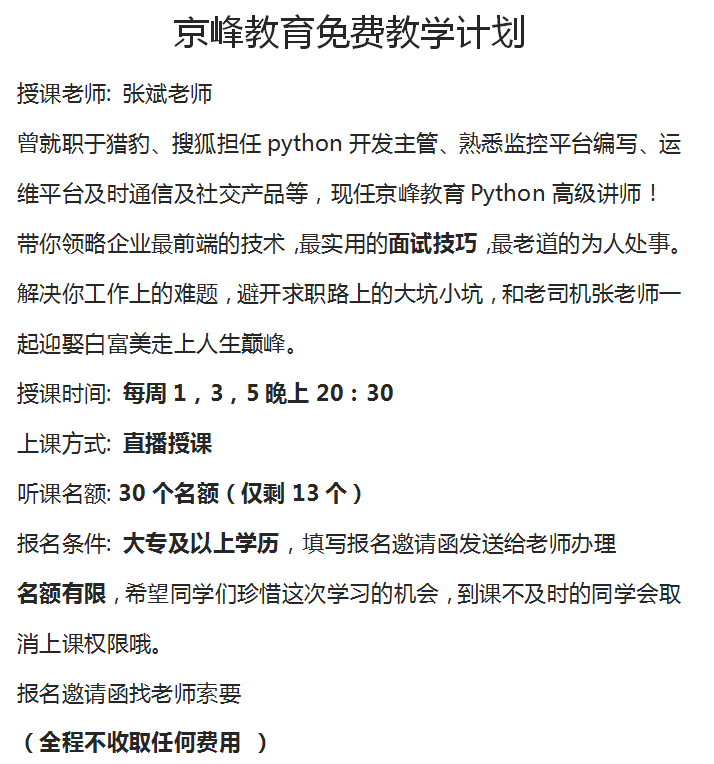 京峰教育免费教学计划
授课老师: 张斌老师
曾就职于猎豹、搜狐担任 python 开发主管、熟悉监控平台编写、运
维平台及时通信及社交产品等，现任京峰教育 Python 高级讲师！
带你领略企业最前端的技术,最实用的面试技巧,最老道的为人处事。
解决你工作上的难题,避开求职路上的大坑小坑,和老司机张老师一
起迎娶白富美走上人生巅峰。
授课时间: 每周 1，3，5 晚上 20：30
上课方式: 直播授课
听课名额: 30 个名额（仅剩 13 个）
报名条件: 大专及以上学历，填写报名邀请函发送给老师办理
名额有限,希望同学们珍惜这次学习的机会,到课不及时的同学会取
消上课权限哦。
报名邀请函找老师索要
（全程不收取任何费用 ）